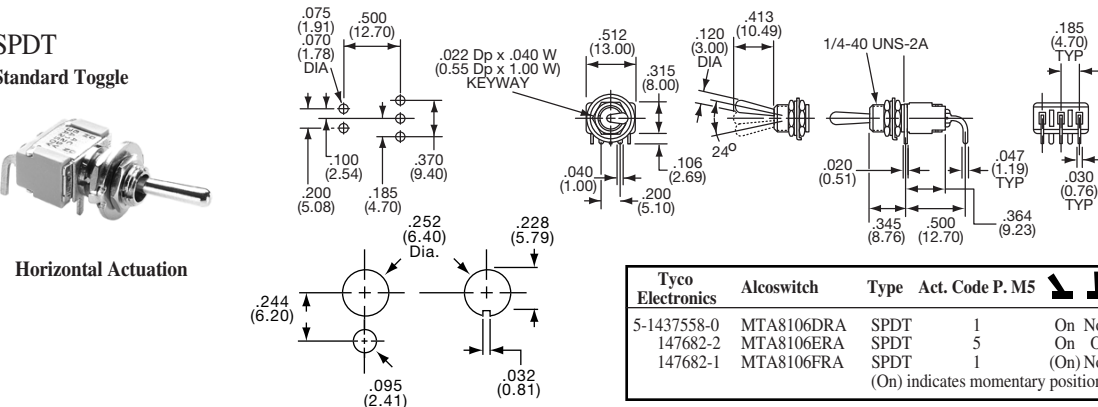 SPDT
Standard Toggle
Horizontal Actuation
.075
(1.91)
.070
(1.78)
DIA
.500
(12.70)
.100
(2.54)
.200
(5.08)
.185
(4.70)
.370
(9.40)
.022 Dp x .040 W
(0.55 Dp x 1.00 W)
KEYWAY
.512
(13.00)
.315
(8.00)
.106
(2.69)
.040
(1.00)
.200
(5.10)
.120
(3.00)
DIA
.413
(10.49)
24º
1/4-40 UNS-2A
.020
(0.51)
.345
(8.76)
.500
(12.70)
.364
(9.23)
.047
(1.19)
TYP
.185
(4.70)
TYP
.030
(0.76)
TYP
.252
(6.40)
Dia.
.228
(5.79)
.244
(6.20)
.095
(2.41)
.032
(0.81)
Tyco Alcoswitch Type Act. Code P. M5
Electronics
5-1437558-0 MTA8106DRA SPDT 1 On
147682-2 MTA8106ERA SPDT 5 On
147682-1 MTA8106FRA SPDT 1 (On)
(On) indicates momentary position